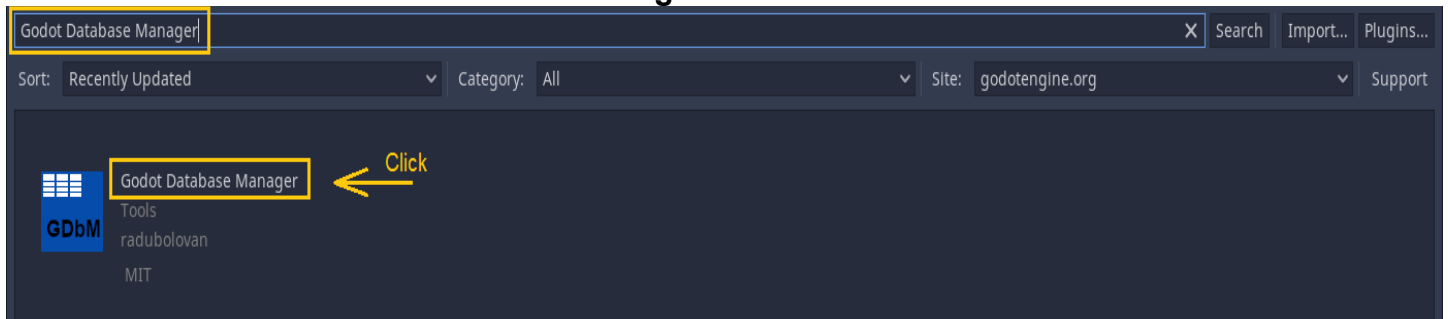 Godot Database Manager X Search Import... Plugins...
Sort: Recently Updated Category: All Site: godotengine.org Support
Click
Godot Database Manager
Tools
GDbM
radubolovan
MIT